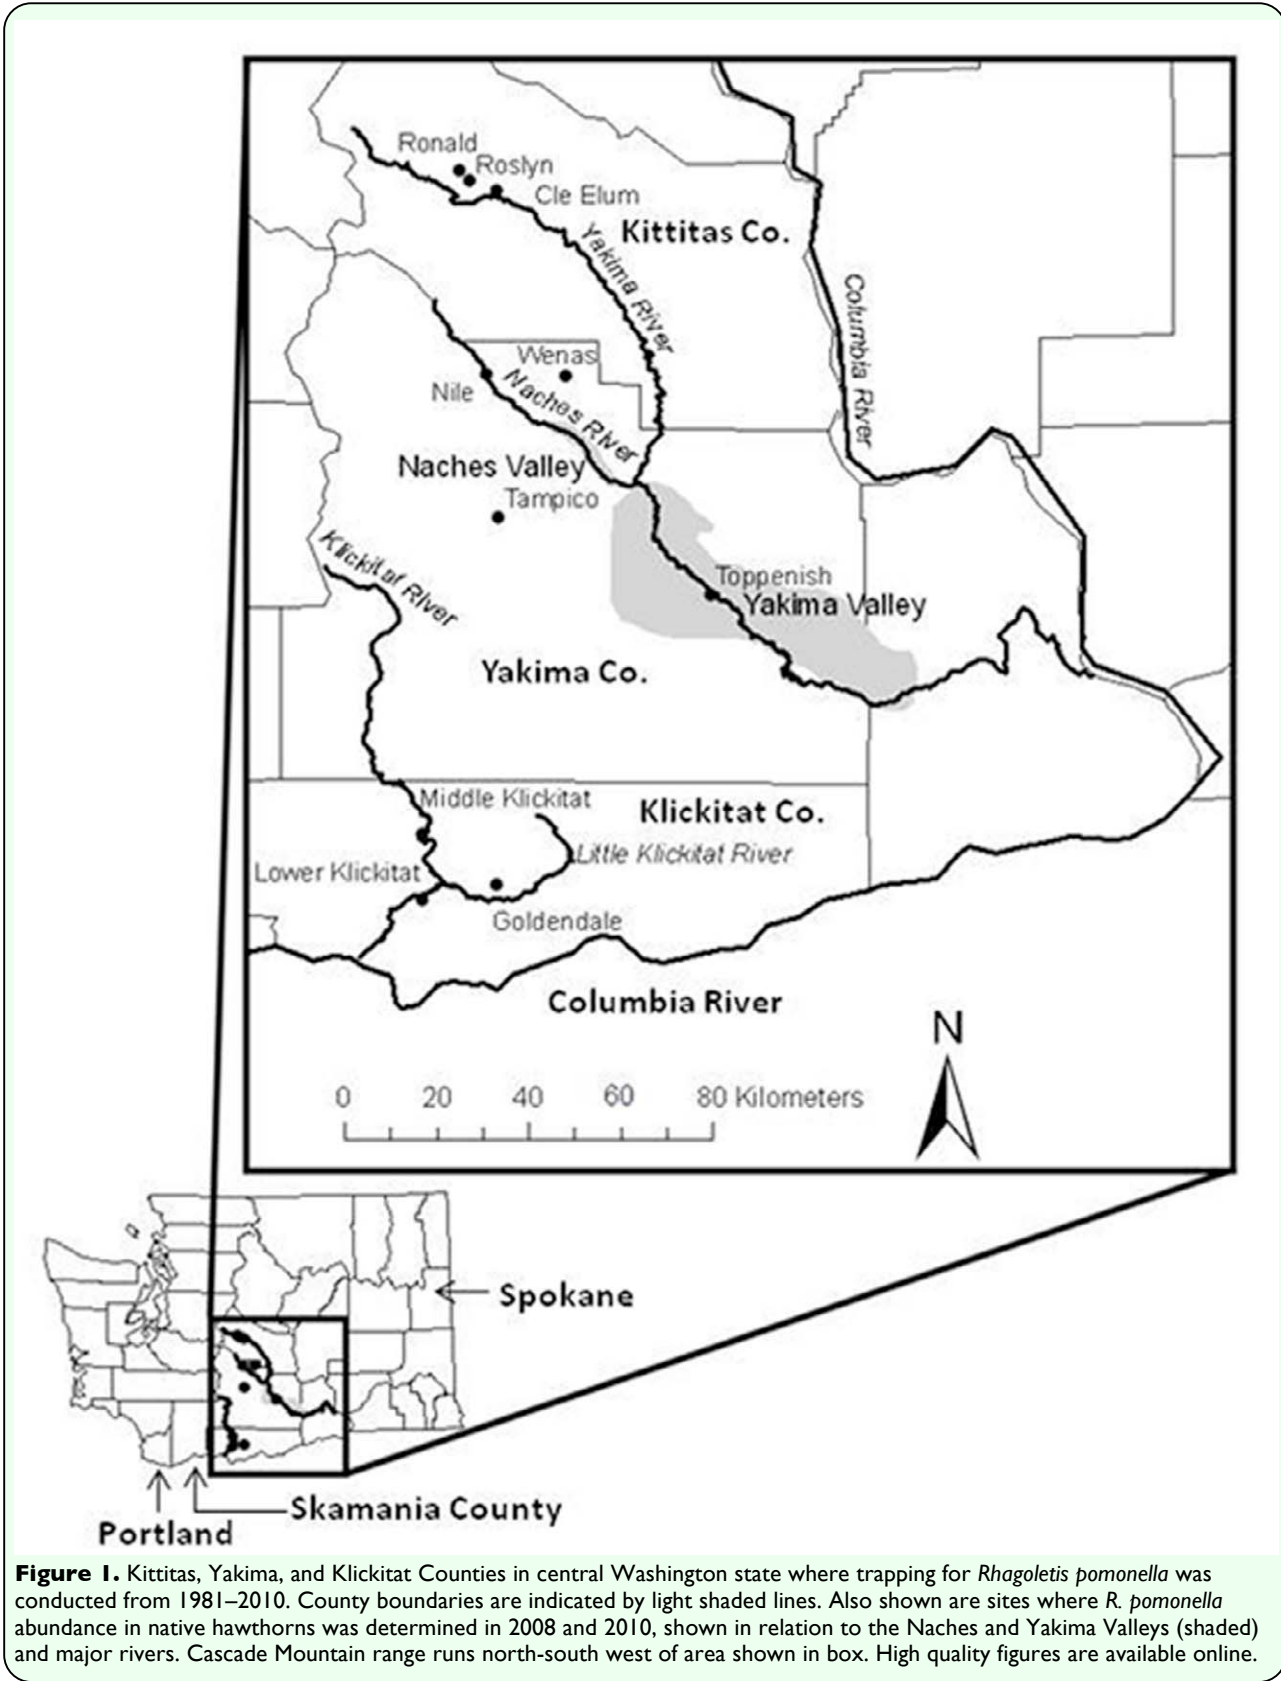 Ronald
Roslyn
Cle Elum
Kittitas Co.
Yakima River
Columbia River
Wenas
Nile
Naches River
Naches Valley
Tampico
Klickitat River
Toppenish
Yakima Valley
Yakima Co.
Middle Klickitat
Klickitat Co.
Little Klickitat River
Lower Klickitat
Goldendale
Columbia River
N
0 20 40 60 80 Kilometers
Spokane
Skamania County
Portland
Figure 1. Kittitas, Yakima, and Klickitat Counties in central Washington state where trapping for Rhagoletis pomonella was
conducted from 1981–2010. County boundaries are indicated by light shaded lines. Also shown are sites where R. pomonella
abundance in native hawthorns was determined in 2008 and 2010, shown in relation to the Naches and Yakima Valleys (shaded)
and major rivers. Cascade Mountain range runs north-south west of area shown in box. High quality figures are available online.